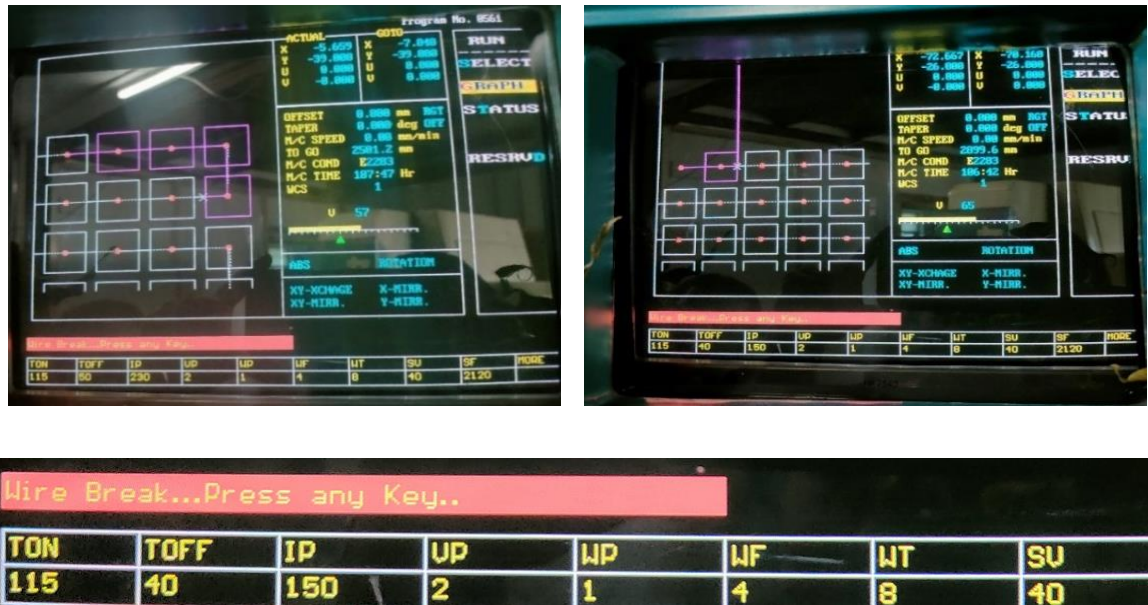 Program No. 0561
ACTUAL GOTO
X -5.659 X -7.040
Y -39.000 Y -39.000
U 0.000 U 0.000
V -0.000 V 0.000
RUN
SELECT
GRAPH
STATUS
RESRVD
OFFSET 0.000 mm RGT
TAPER 0.000 deg OFF
M/C SPEED 0.00 mm/min
TO GO 2501.2 mm
M/C COND E2203
M/C TIME 107:47 Hr
WCS 1
V 57
ABS ROTATION
XY-XCHAGE X-MIRR.
XY-MIRR. Y-MIRR.
Wire Break...Press any Key..
TON TOFF IP VP WP WF WT SV SF MORE
115 50 230 2 1 4 8 40 2120
X -72.667 X -70.160
Y -26.000 Y -26.000
U 0.000 U 0.000
V -0.000 V 0.000
RUN
SELEC
GRAPH
STATU
RESRV
OFFSET 0.000 mm RGT
TAPER 0.000 deg OFF
M/C SPEED 0.00 mm/min
TO GO 2899.6 mm
M/C COND E2203
M/C TIME 106:42 Hr
WCS 1
V 65
ABS ROTATION
XY-XCHAGE X-MIRR.
XY-MIRR. Y-MIRR.
Wire Break...Press any Key..
TON TOFF IP VP WP WF WT SV SF MORE
115 40 150 2 1 4 8 40 2120
Wire Break...Press any Key..
TON TOFF IP VP WP WF WT SV
115 40 150 2 1 4 8 40